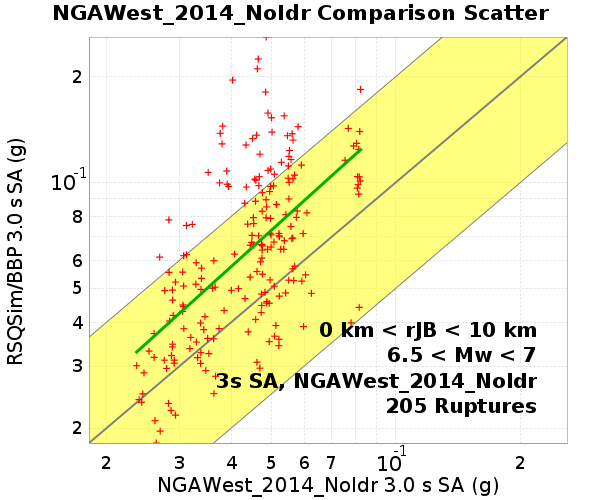 NGAWest_2014_NoIdr Comparison Scatter
RSQSim/BBP 3.0 s SA (g)
2
10^-1
8
6
5
4
3
2
0 km < rJB < 10 km
6.5 < Mw < 7
3s SA, NGAWest_2014_NoIdr
205 Ruptures
2 3 4 5 6 7 10^-1 2
NGAWest_2014_NoIdr 3.0 s SA (g)